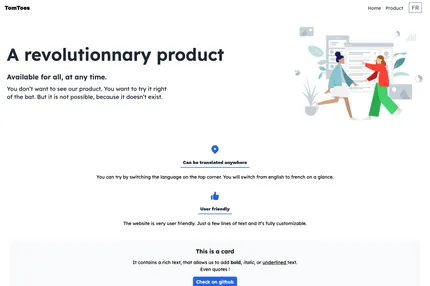 TomToes
Home Product FR
A revolutionnary product
Available for all, at any time.
You don't want to see our product. You want to try it right
of the bat. But it is not possible, because it doesn't exist.
Can be translated anywhere
You can try by switching the language on the top corner. You will switch from english to french on a glance.
User friendly
The website is very user friendly. Just a few lines of text and it's fully customizable.
This is a card
It contains a rich text, that allows us to add bold, italic, or underlined text.
Even quotes !
Check on github